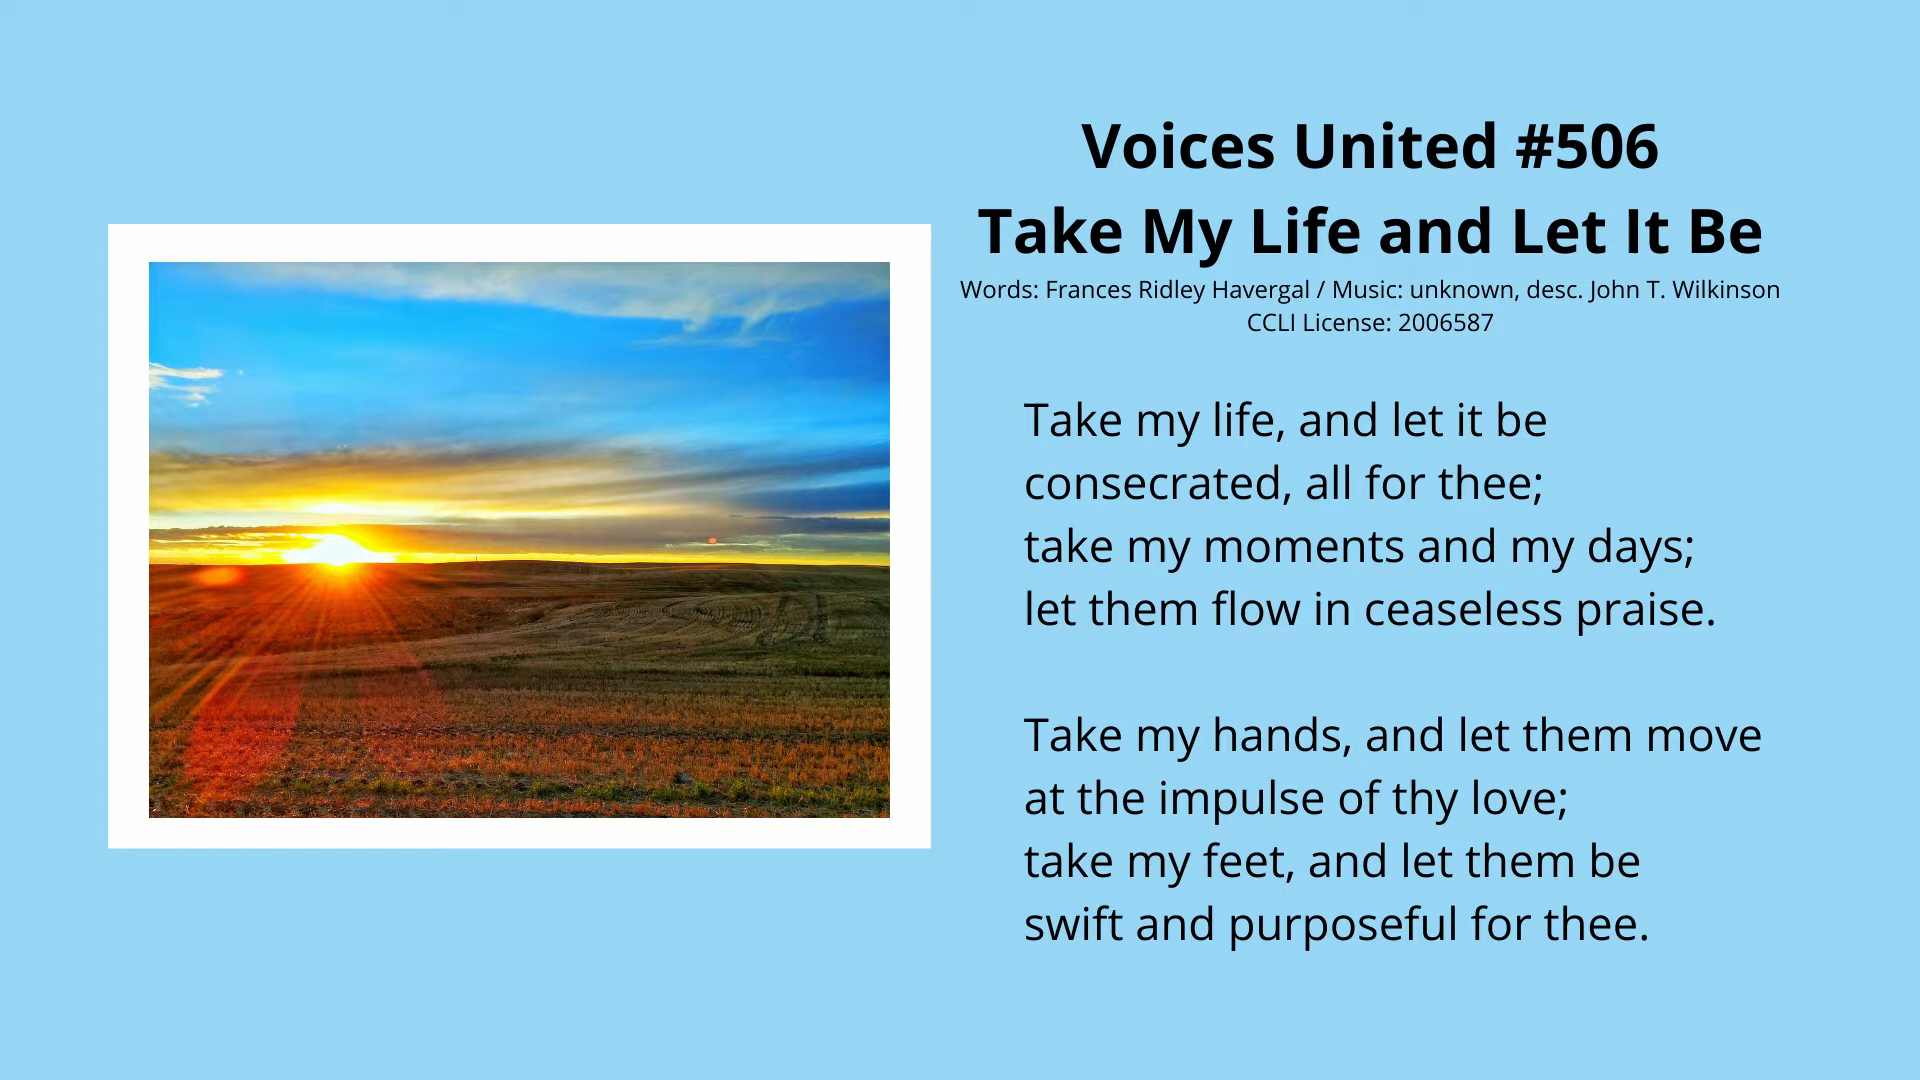 Voices United #506
Take My Life and Let It Be
Words: Frances Ridley Havergal / Music: unknown, desc. John T. Wilkinson
CCLI License: 2006587
Take my life, and let it be
consecrated, all for thee;
take my moments and my days;
let them flow in ceaseless praise.
Take my hands, and let them move
at the impulse of thy love;
take my feet, and let them be
swift and purposeful for thee.